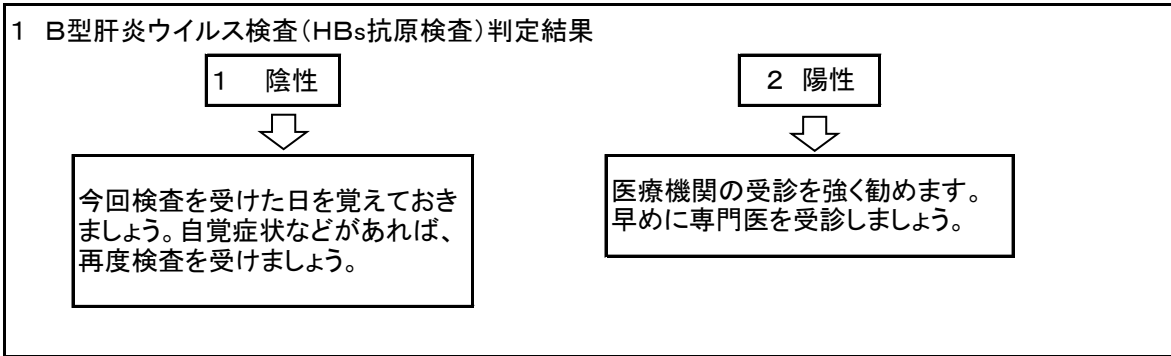 1 B型肝炎ウイルス検査(HBs抗原検査)判定結果
1 陰性
2 陽性
今回検査を受けた日を覚えておき
ましょう。自覚症状などがあれば、
再度検査を受けましょう。
医療機関の受診を強く勧めます。
早めに専門医を受診しましょう。